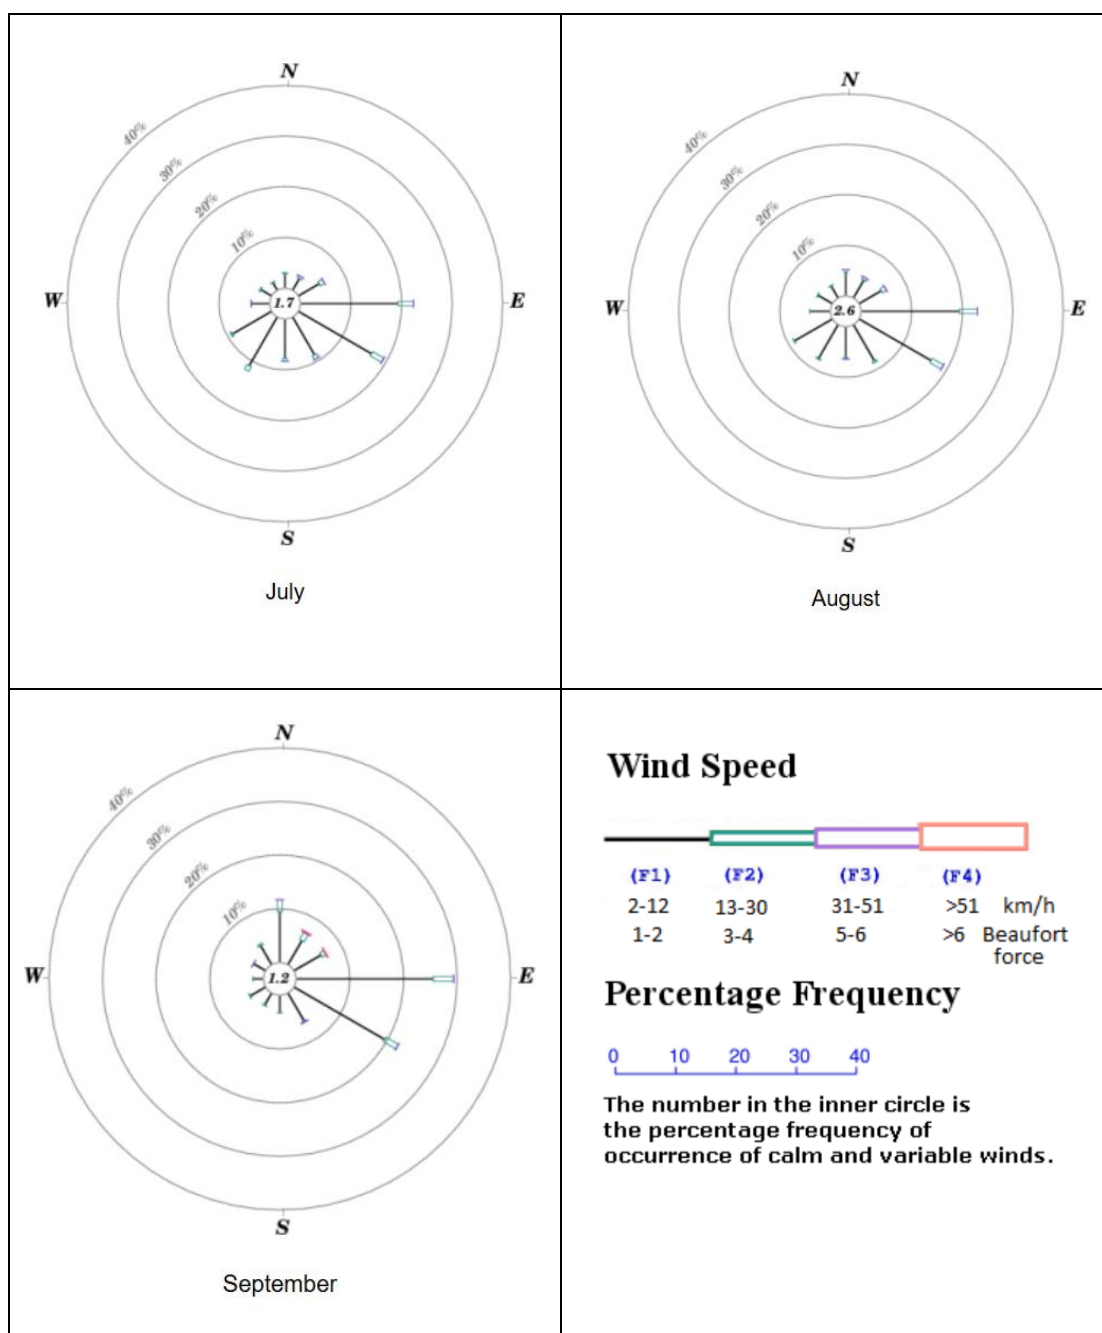 N
40%
30%
20%
10%
W
1.7
E
S
July
N
40%
30%
20%
10%
W
2.6
E
S
August
N
40%
30%
20%
10%
W
1.2
E
S
September
Wind Speed
(F1) (F2) (F3) (F4)
2-12 13-30 31-51 >51 km/h
1-2 3-4 5-6 >6 Beaufort
force
Percentage Frequency
0 10 20 30 40
The number in the inner circle is
the percentage frequency of
occurrence of calm and variable winds.